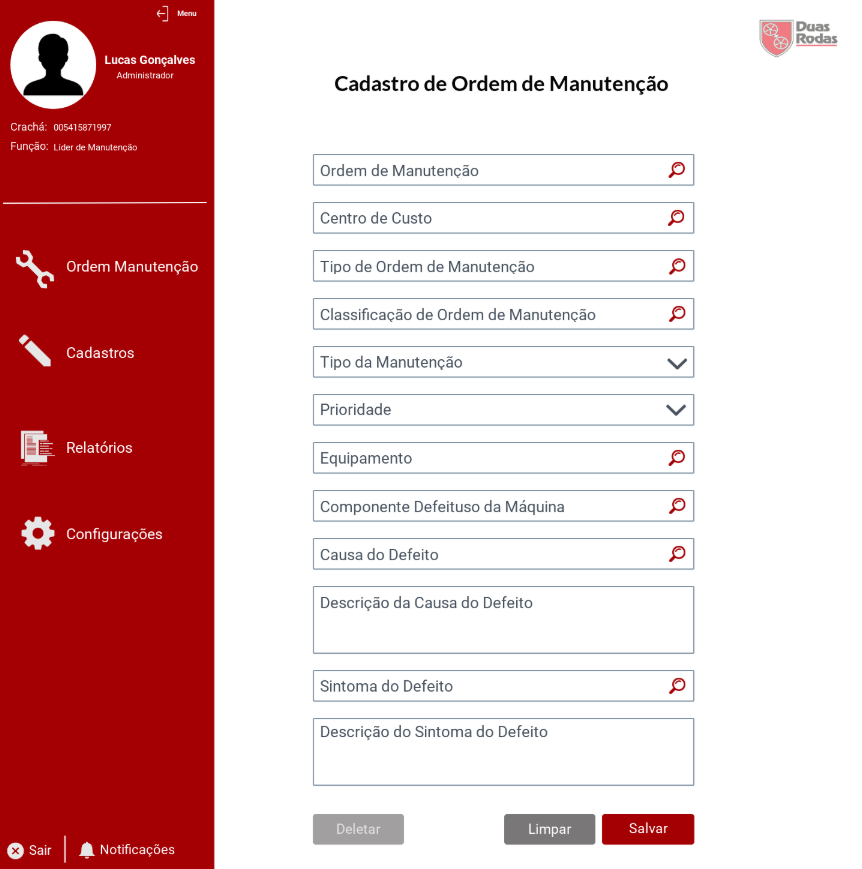 Menu
Lucas Gonçalves
Administrador
Crachá: 005415871997
Função: Líder de Manutenção
Ordem Manutenção
Cadastros
Relatórios
Configurações
Sair
Notificações
Duas
Rodas
Cadastro de Ordem de Manutenção
Ordem de Manutenção
Centro de Custo
Tipo de Ordem de Manutenção
Classificação de Ordem de Manutenção
Tipo da Manutenção
Prioridade
Equipamento
Componente Defeituso da Máquina
Causa do Defeito
Descrição da Causa do Defeito
Sintoma do Defeito
Descrição do Sintoma do Defeito
Deletar
Limpar
Salvar